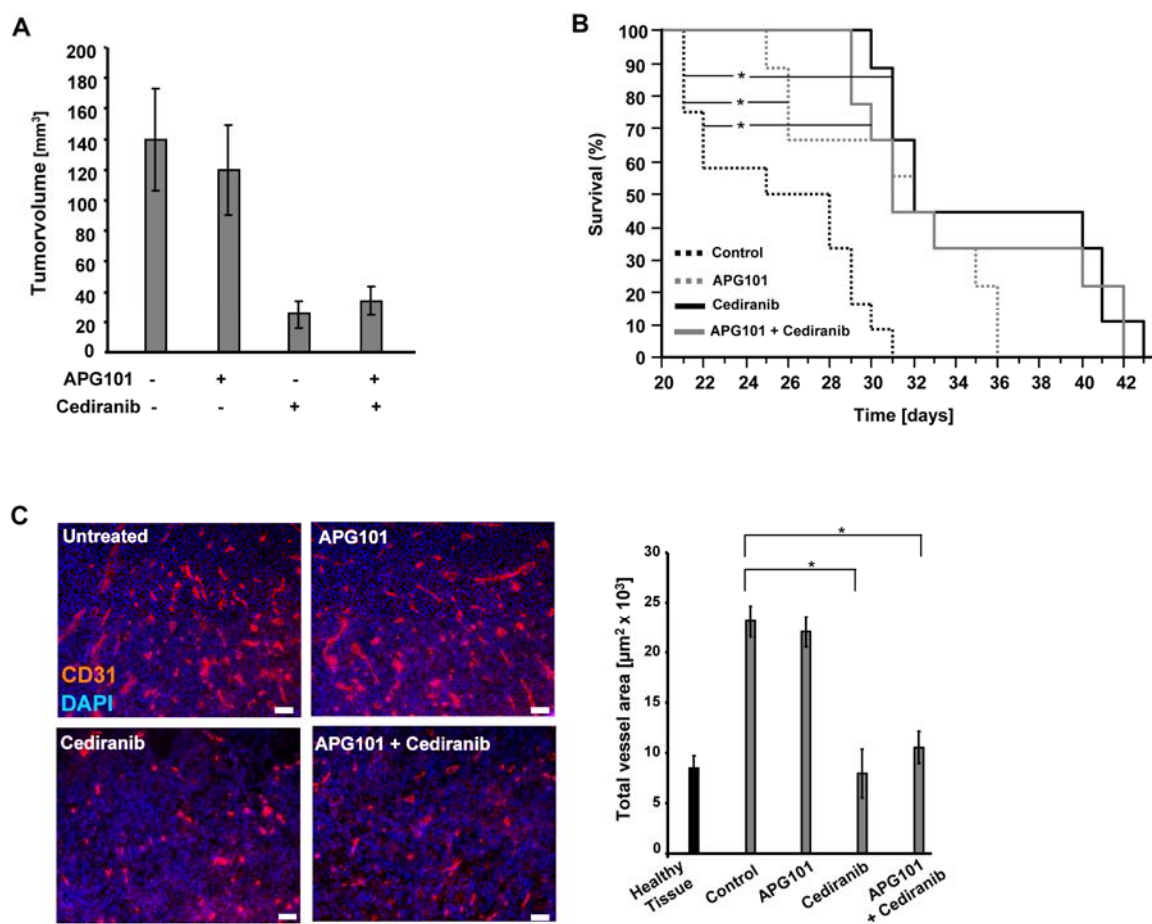 A
200
180
160
140
120
100
80
60
40
20
0
Tumorvolume [mm³]
APG101 - + - +
Cediranib - - + +
B
100
90
80
70
60
50
40
30
20
10
0
Survival (%)
*
*
*
Control
APG101
Cediranib
APG101 + Cediranib
20 22 24 26 28 30 32 34 36 38 40 42
Time [days]
C
Untreated
CD31
DAPI
APG101
Cediranib
APG101 + Cediranib
30
25
20
15
10
5
0
Total vessel area [µm² x 10³]
*
*
Healthy
Tissue
Control
APG101
Cediranib
APG101
+ Cediranib